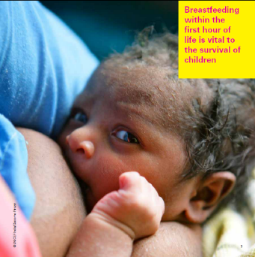 Breastfeeding
within the
first hour of
life is vital to
the survival of
children